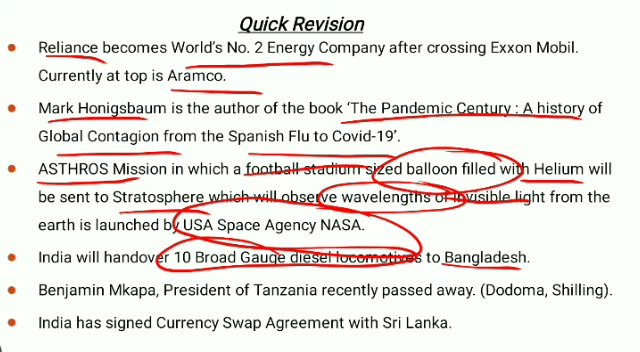 Quick Revision
Reliance becomes World's No. 2 Energy Company after crossing Exxon Mobil.
Currently at top is Aramco.
Mark Honigsbaum is the author of the book 'The Pandemic Century : A history of
Global Contagion from the Spanish Flu to Covid-19'.
ASTHROS Mission in which a football stadium sized balloon filled with Helium will
be sent to Stratosphere which will observe wavelengths of invisible light from the
earth is launched by USA Space Agency NASA.
India will handover 10 Broad Gauge diesel locomotives to Bangladesh.
Benjamin Mkapa, President of Tanzania recently passed away. (Dodoma, Shilling).
India has signed Currency Swap Agreement with Sri Lanka.